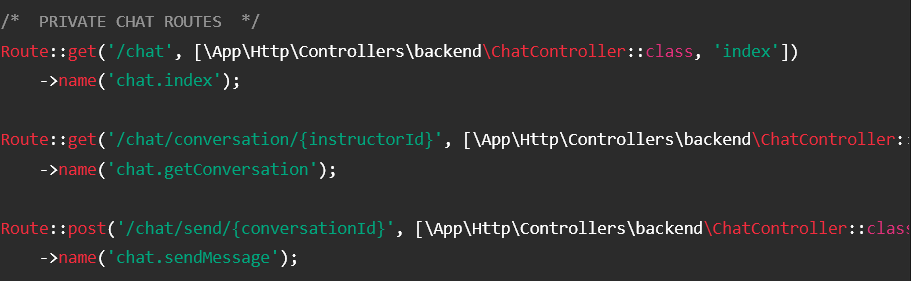 /*  PRIVATE CHAT ROUTES  */
Route::get('/chat', [\App\Http\Controllers\backend\ChatController::class, 'index'])
    ->name('chat.index');
Route::get('/chat/conversation/{instructorId}', [\App\Http\Controllers\backend\ChatController::
    ->name('chat.getConversation');
Route::post('/chat/send/{conversationId}', [\App\Http\Controllers\backend\ChatController::class
    ->name('chat.sendMessage');